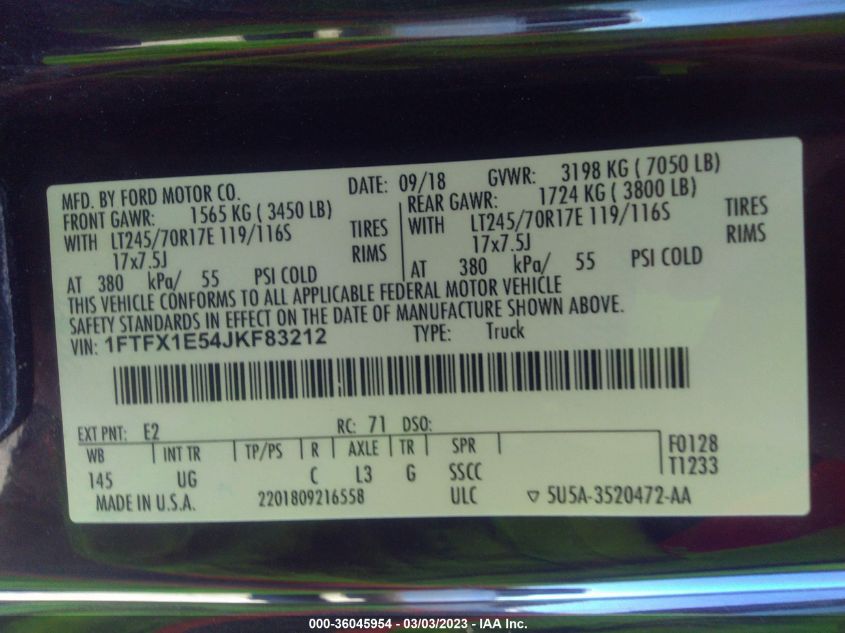 MFD. BY FORD MOTOR CO. DATE: 09/18 GVWR: 3198 KG ( 7050 LB)
FRONT GAWR: 1565 KG ( 3450 LB) REAR GAWR: 1724 KG ( 3800 LB)
WITH LT245/70R17E 119/116S TIRES WITH LT245/70R17E 119/116S TIRES
17x7.5J RIMS 17x7.5J RIMS
AT 380 kPa/ 55 PSI COLD AT 380 kPa/ 55 PSI COLD
THIS VEHICLE CONFORMS TO ALL APPLICABLE FEDERAL MOTOR VEHICLE
SAFETY STANDARDS IN EFFECT ON THE DATE OF MANUFACTURE SHOWN ABOVE.
VIN: 1FTFX1E54JKF83212 TYPE: Truck
EXT PNT: E2 RC: 71 DSO:
WB INT TR TP/PS R AXLE TR SPR F0128
145 UG C L3 G SSCC T1233
MADE IN U.S.A. 2201809216558 ULC ▽ 5U5A-3520472-AA
000-36045954 - 03/03/2023 - IAA Inc.